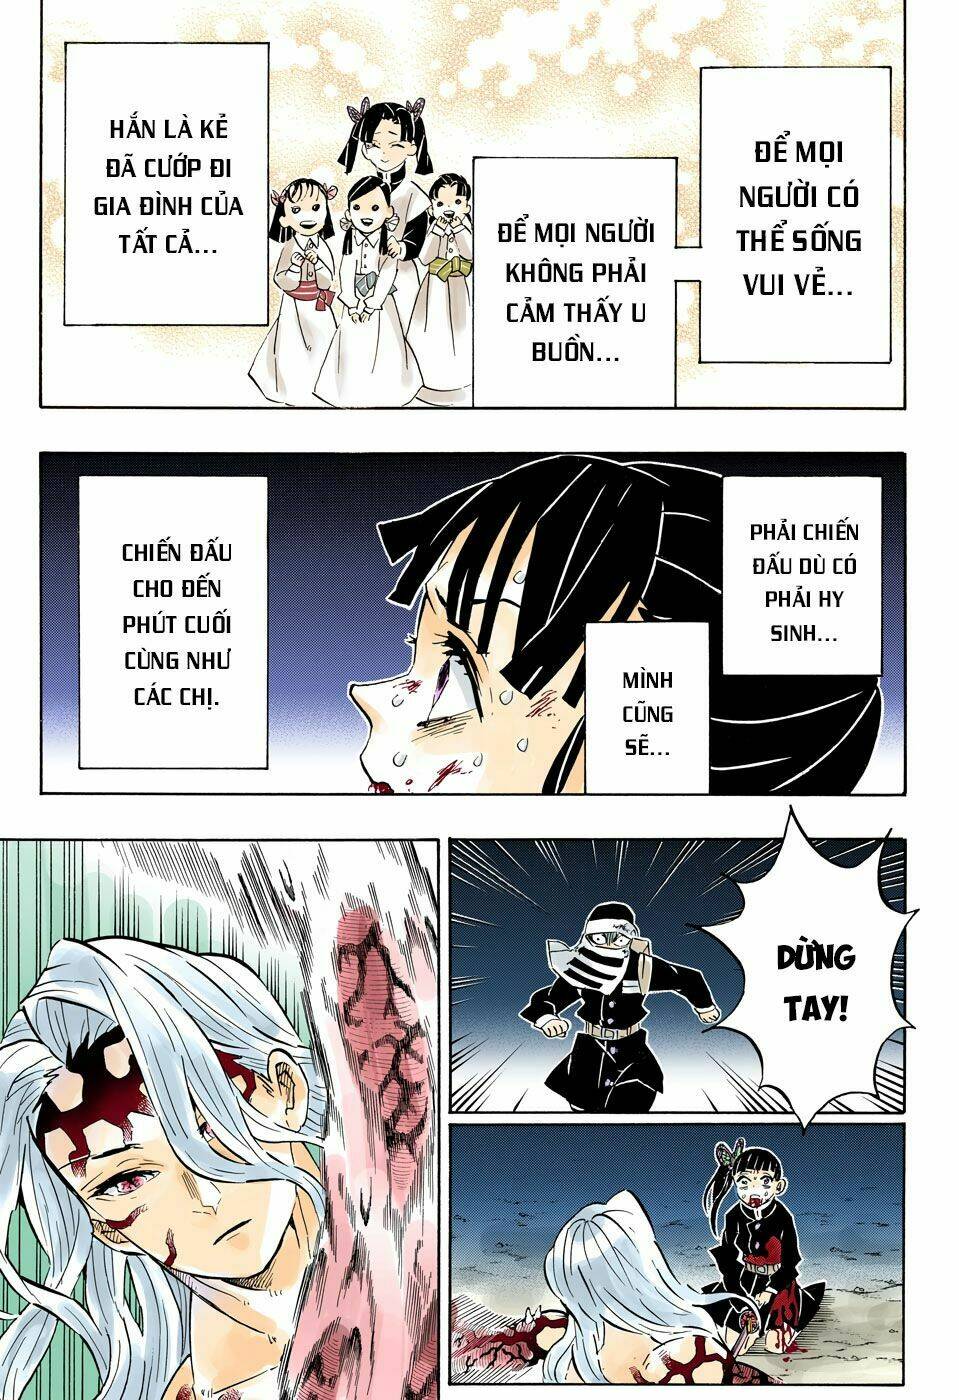 ĐỂ MỌI
NGƯỜI CÓ
THỂ SỐNG
VUI VẺ...
ĐỂ MỌI NGƯỜI
KHÔNG PHẢI
CẢM THẤY U
BUỒN...
HẮN LÀ KẺ
ĐÃ CƯỚP ĐI
GIA ĐÌNH CỦA
TẤT CẢ...
PHẢI CHIẾN
ĐẤU DÙ CÓ
PHẢI HY
SINH...
MÌNH
CŨNG
SẼ...
CHIẾN ĐẤU
CHO ĐẾN
PHÚT CUỐI
CÙNG NHƯ
CÁC CHỊ.
DỪNG
TAY!